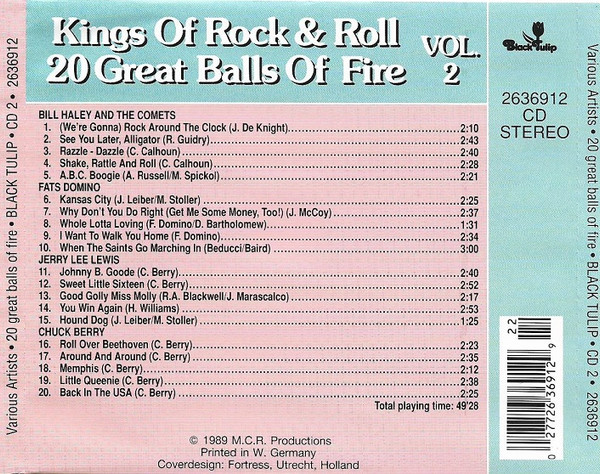 Various Artists • 20 great balls of fire • BLACK TULIP • CD 2 • 2636912
Kings Of Rock & Roll
20 Great Balls Of Fire
VOL.
2
BILL HALEY AND THE COMETS
1. (We're Gonna) Rock Around The Clock (J. De Knight) 2:10
2. See You Later, Alligator (R. Guidry) 2:43
3. Razzle - Dazzle (C. Calhoun) 2:40
4. Shake, Rattle And Roll (C. Calhoun) 2:28
5. A.B.C. Boogie (A. Russell/M. Spickol) 2:21
FATS DOMINO
6. Kansas City (J. Leiber/M. Stoller) 2:25
7. Why Don't You Do Right (Get Me Some Money, Too!) (J. McCoy) 2:37
8. Whole Lotta Loving (F. Domino/D. Bartholomew) 1:31
9. I Want To Walk You Home (F. Domino) 2:34
10. When The Saints Go Marching In (Beducci/Baird) 3:00
JERRY LEE LEWIS
11. Johnny B. Goode (C. Berry) 2:40
12. Sweet Little Sixteen (C. Berry) 2:52
13. Good Golly Miss Molly (R.A. Blackwell/J. Marascalco) 2:17
14. You Win Again (H. Williams) 2:53
15. Hound Dog (J. Leiber/M. Stoller) 1:25
CHUCK BERRY
16. Roll Over Beethoven (C. Berry) 2:23
17. Around And Around (C. Berry) 2:35
18. Memphis (C. Berry) 2:12
19. Little Queenie (C. Berry) 2:40
20. Back In The USA (C. Berry) 2:25
Total playing time: 49'28
© 1989 M.C.R. Productions
Printed in W. Germany
Coverdesign: Fortress, Utrecht, Holland
Black Tulip
2636912
CD
STEREO
22
0 27726 36912 9
Various Artists • 20 great balls of fire • BLACK TULIP • CD 2 • 2636912